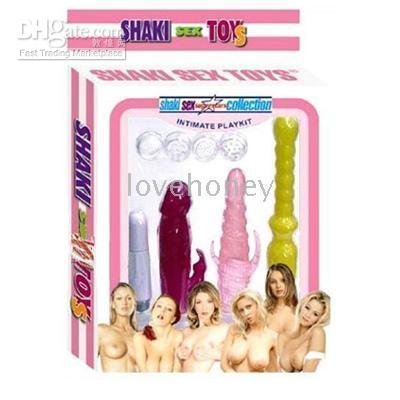 DHgate.com
Fast Trading Marketplace
SHAKI SEX TOYS
SHAKI SEX TOYS
shaki sex superstars collection
INTIMATE PLAYKIT
lovehoney
SHAKI SEX TOYS